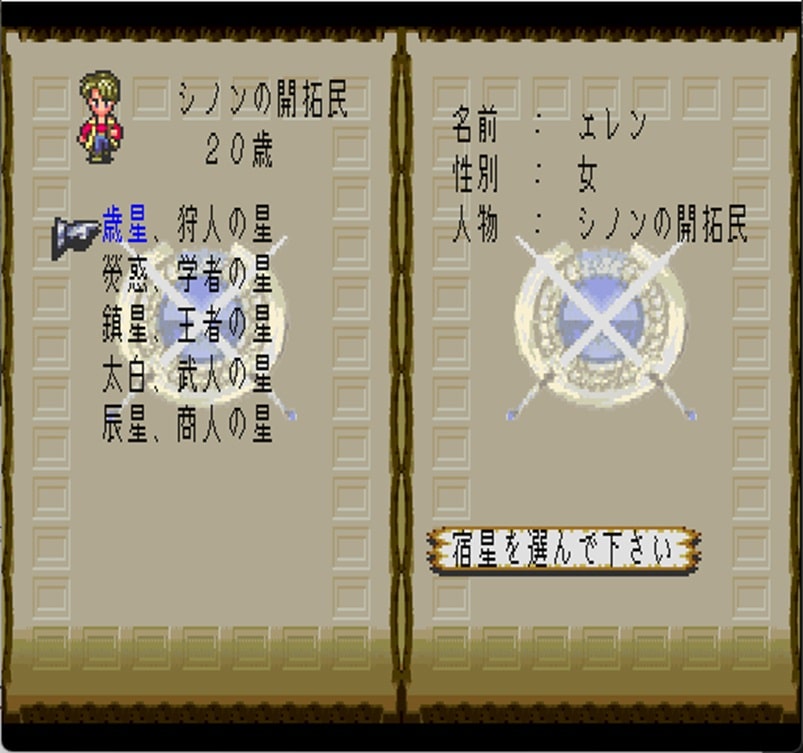 シノンの開拓民
20歳
歳星、狩人の星
熒惑、学者の星
鎮星、王者の星
太白、武人の星
辰星、商人の星
名前 : エレン
性別 : 女
人物 : シノンの開拓民
宿星を選んで下さい